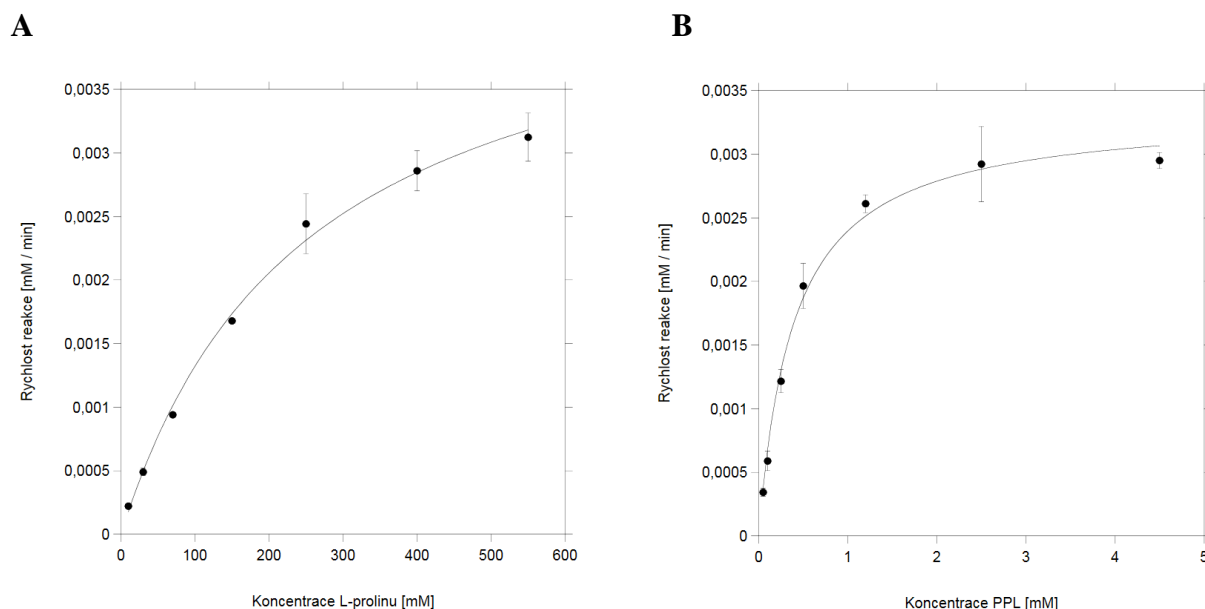 A
B
0,0035
0,003
0,0025
0,002
0,0015
0,001
0,0005
0
Rychlost reakce [mM / min]
0 100 200 300 400 500 600
Koncentrace L-prolinu [mM]
0,0035
0,003
0,0025
0,002
0,0015
0,001
0,0005
0
Rychlost reakce [mM / min]
0 1 2 3 4 5
Koncentrace PPL [mM]